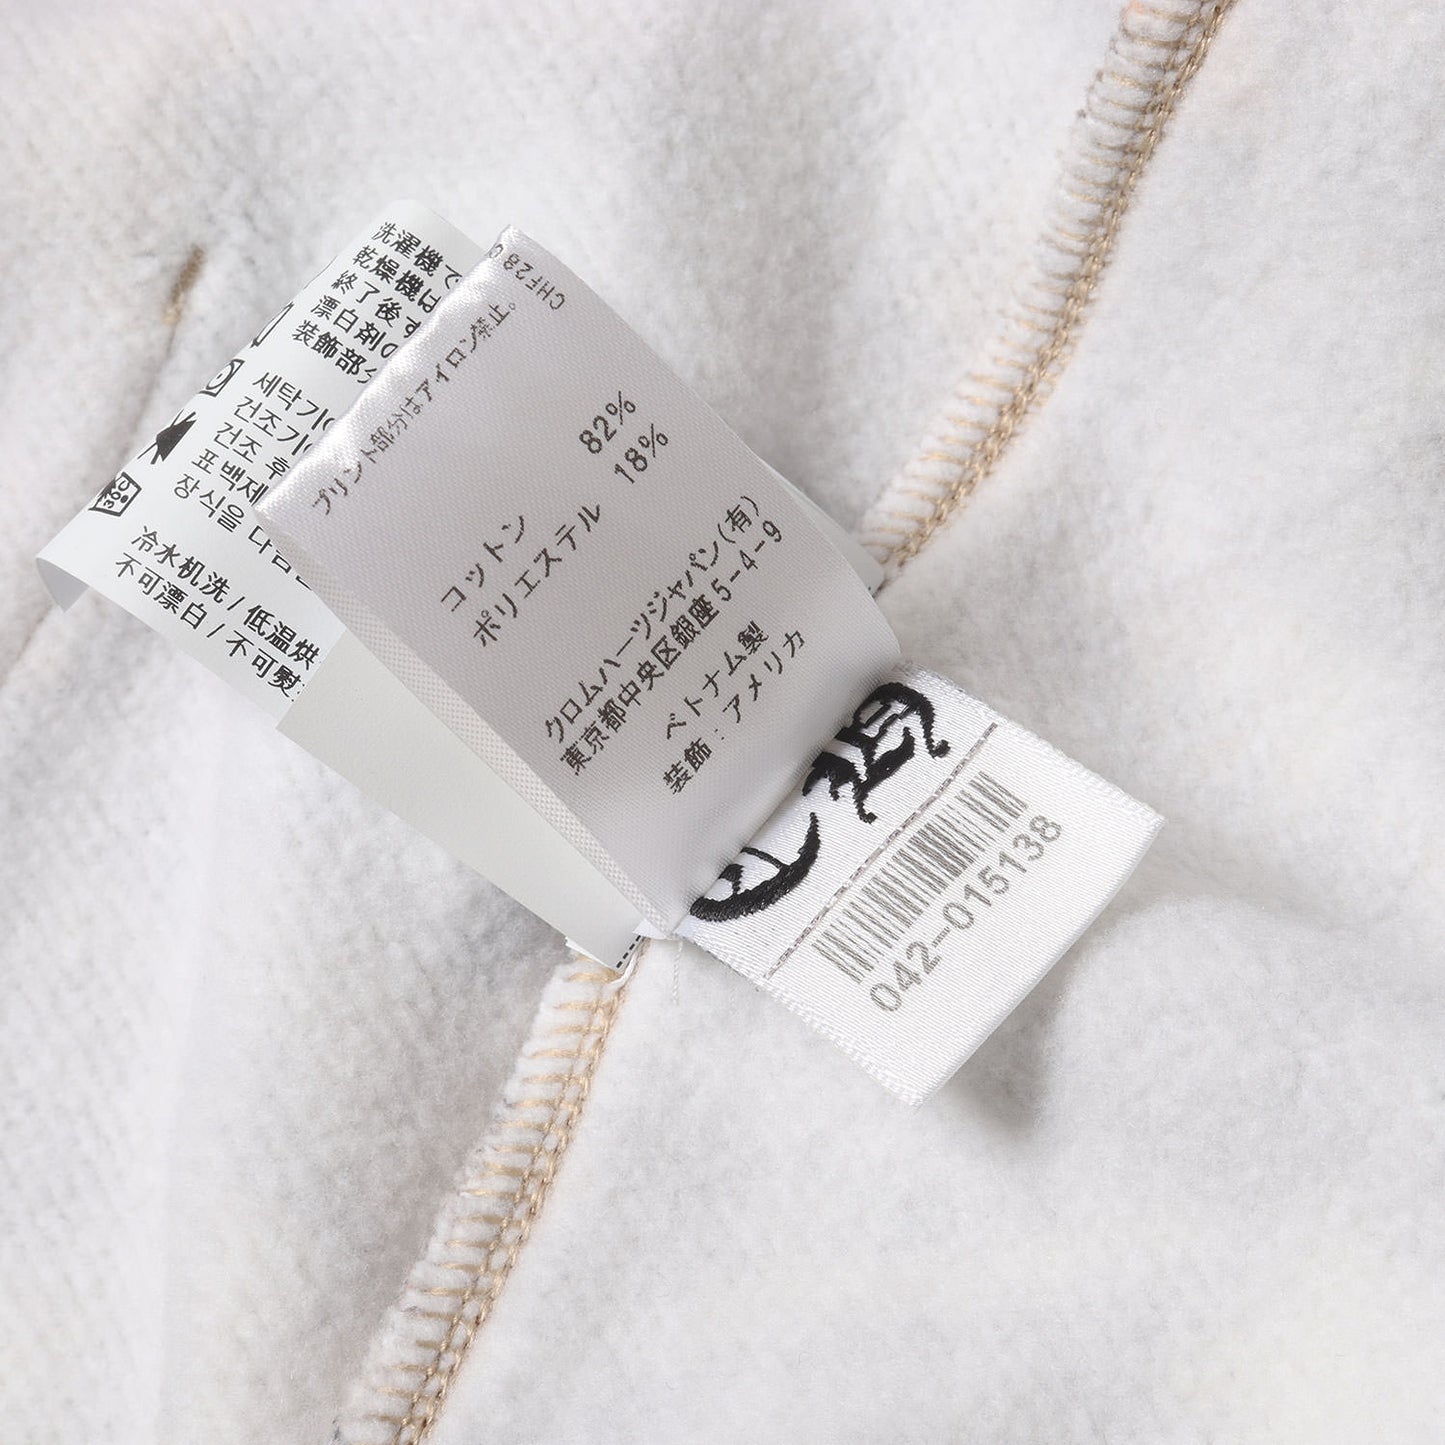 洗濯機で
乾燥機は
終了後す
漂白剤の
装飾部分
세탁기
건조기
건조 후
표백제
장식을 다
冷水机洗 / 低温烘
不可漂白 / 不可熨
CHF28
プリント部分はアイロン禁止。
コットン 82%
ポリエステル 18%
クロムハーツジャパン(有)
東京都中央区銀座5-4-9
ベトナム製
装飾：アメリカ
042-015138